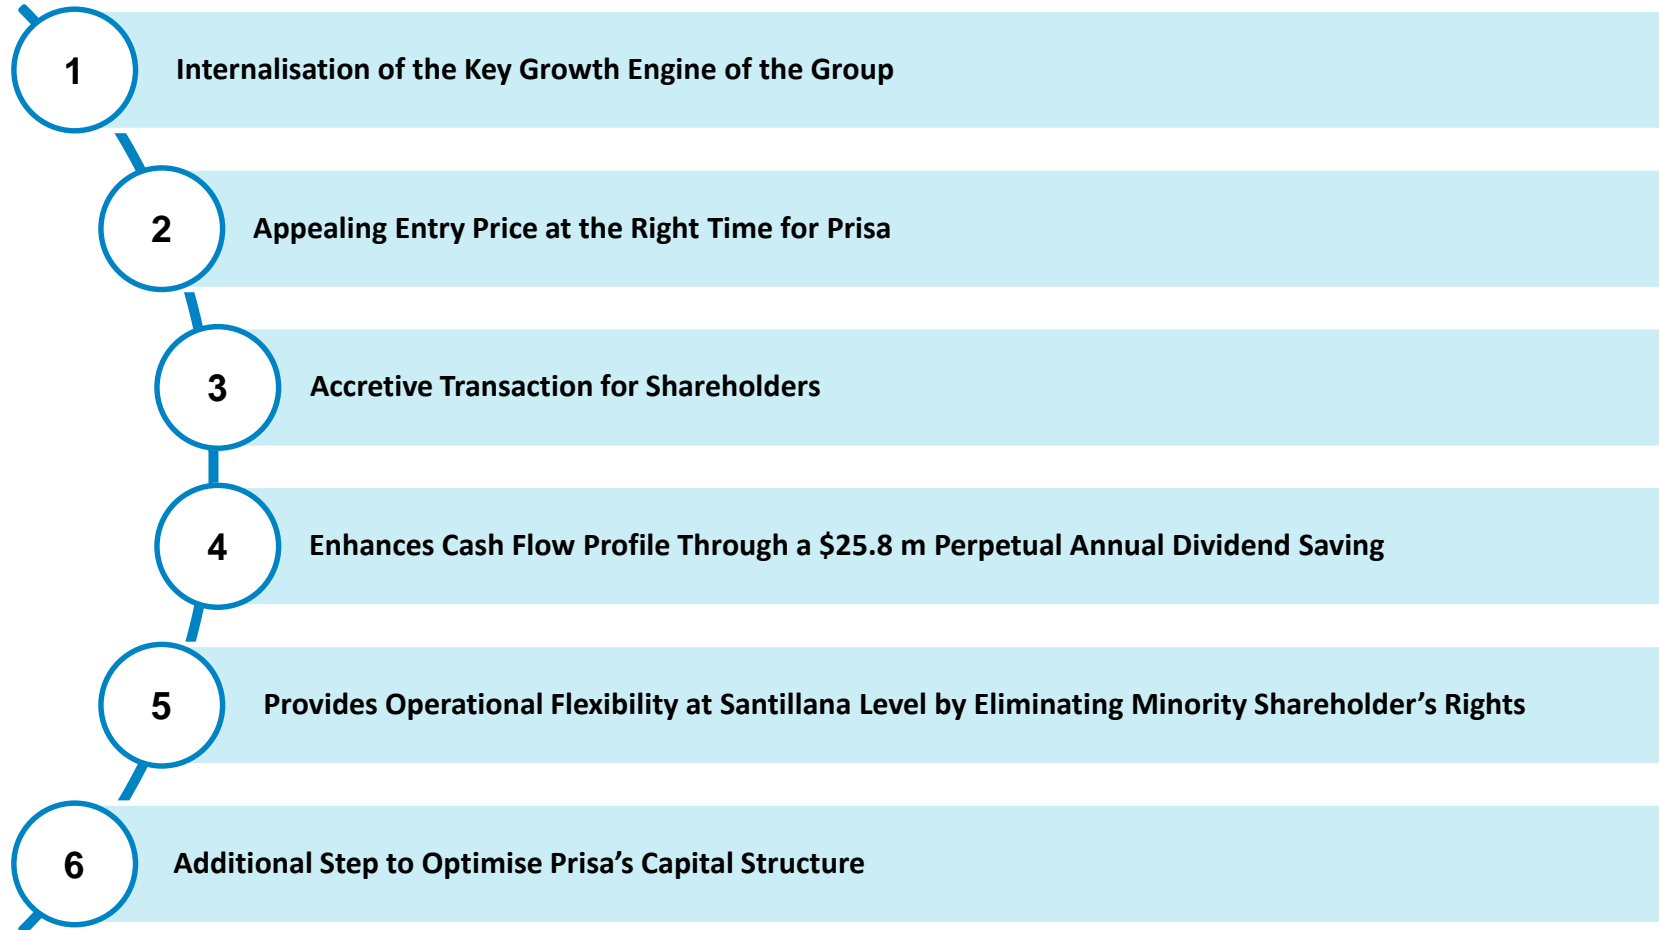 1
Internalisation of the Key Growth Engine of the Group
2
Appealing Entry Price at the Right Time for Prisa
3
Accretive Transaction for Shareholders
4
Enhances Cash Flow Profile Through a $25.8 m Perpetual Annual Dividend Saving
5
Provides Operational Flexibility at Santillana Level by Eliminating Minority Shareholder’s Rights
6
Additional Step to Optimise Prisa’s Capital Structure